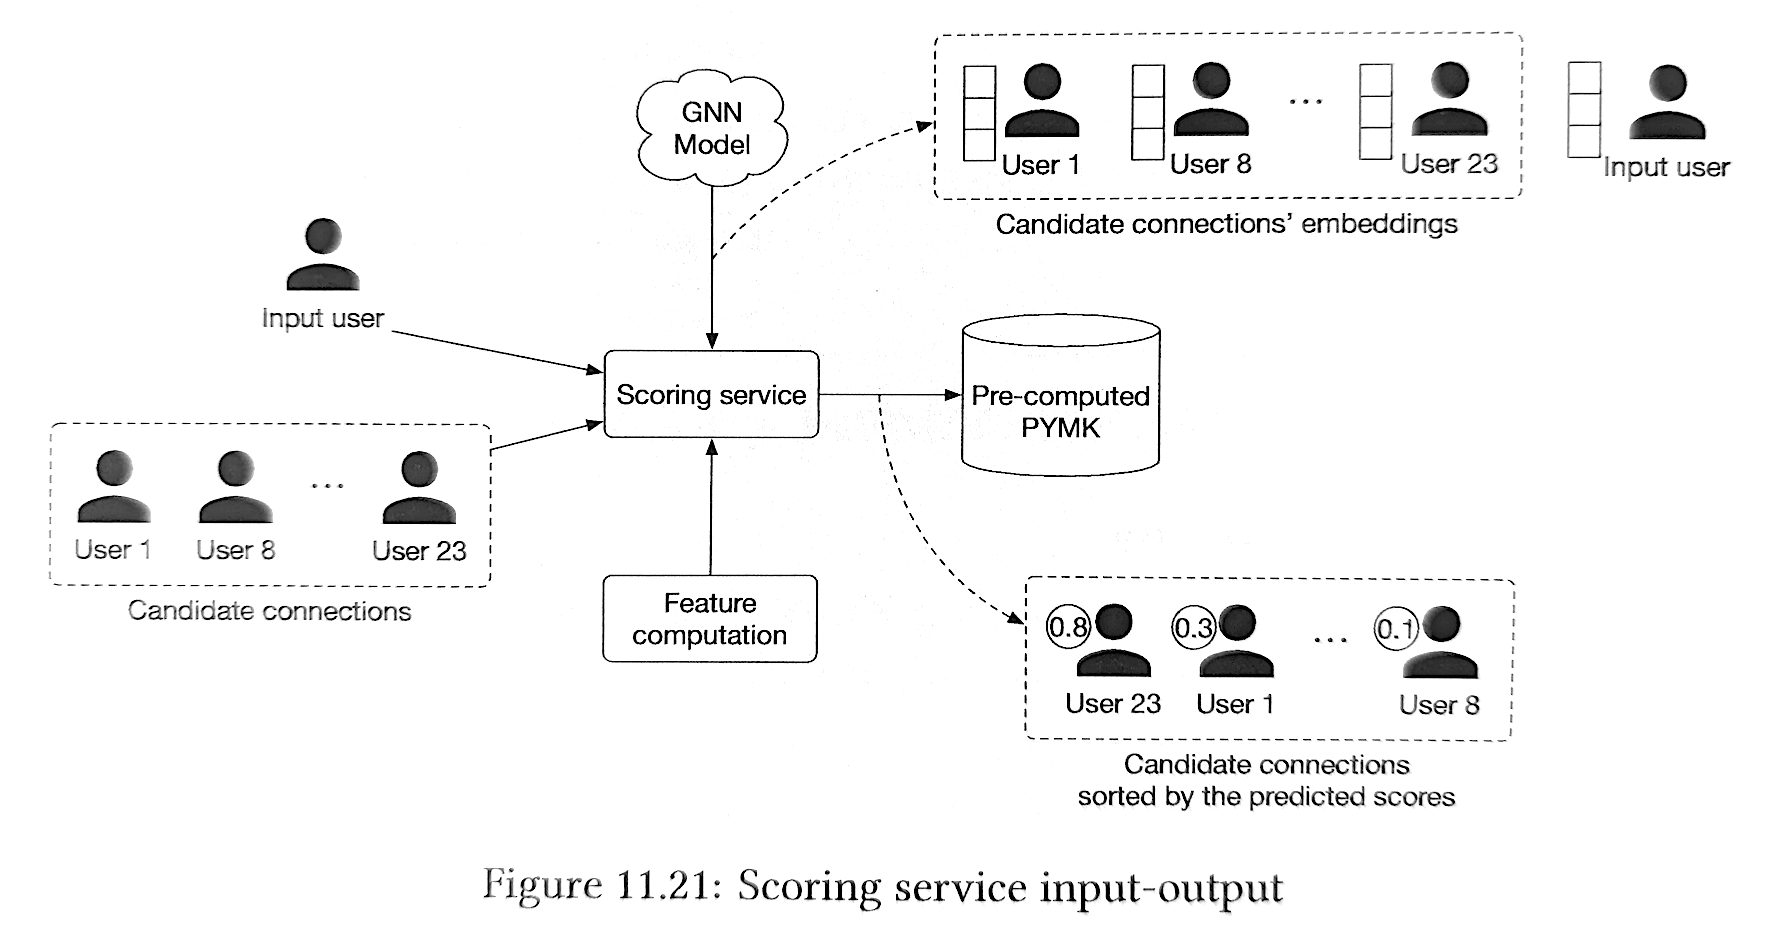 GNN
Model
User 1
User 8
...
User 23
Input user
Candidate connections' embeddings
Input user
Scoring service
Pre-computed
PYMK
User 1
User 8
...
User 23
Candidate connections
Feature
computation
0.8
0.3
...
0.1
User 23
User 1
User 8
Candidate connections
sorted by the predicted scores
Figure 11.21: Scoring service input-output